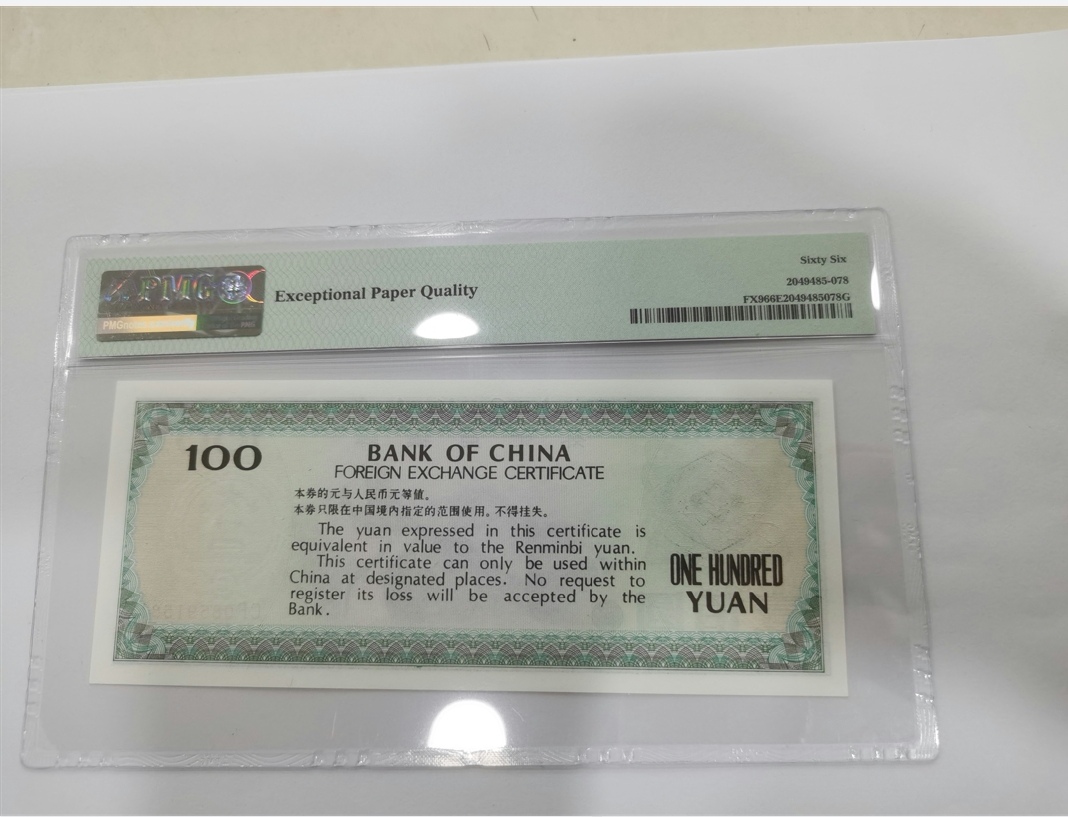 PMG
Exceptional Paper Quality
Sixty Six
2049485-078
FX966E2049485078G
100
BANK OF CHINA
FOREIGN EXCHANGE CERTIFICATE
本券的元与人民币元等值。
本券只限在中国境内指定的范围使用。不得挂失。
The yuan expressed in this certificate is
equivalent in value to the Renminbi yuan.
This certificate can only be used within
China at designated places. No request to
register its loss will be accepted by the
Bank.
ONE HUNDRED
YUAN